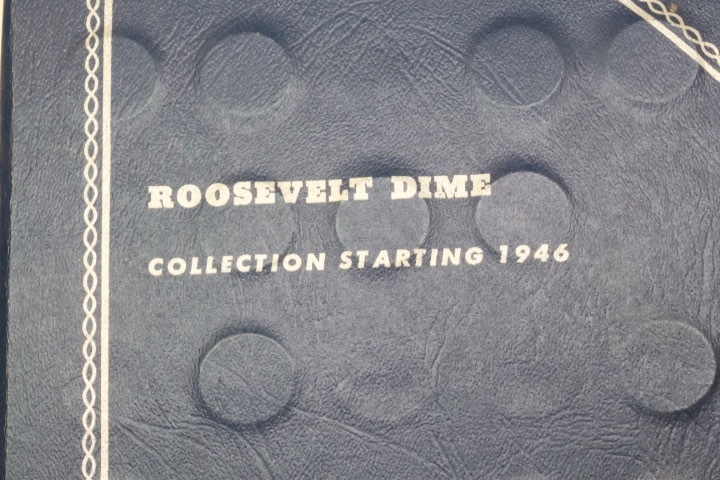 ROOSEVELT DIME
COLLECTION STARTING 1946